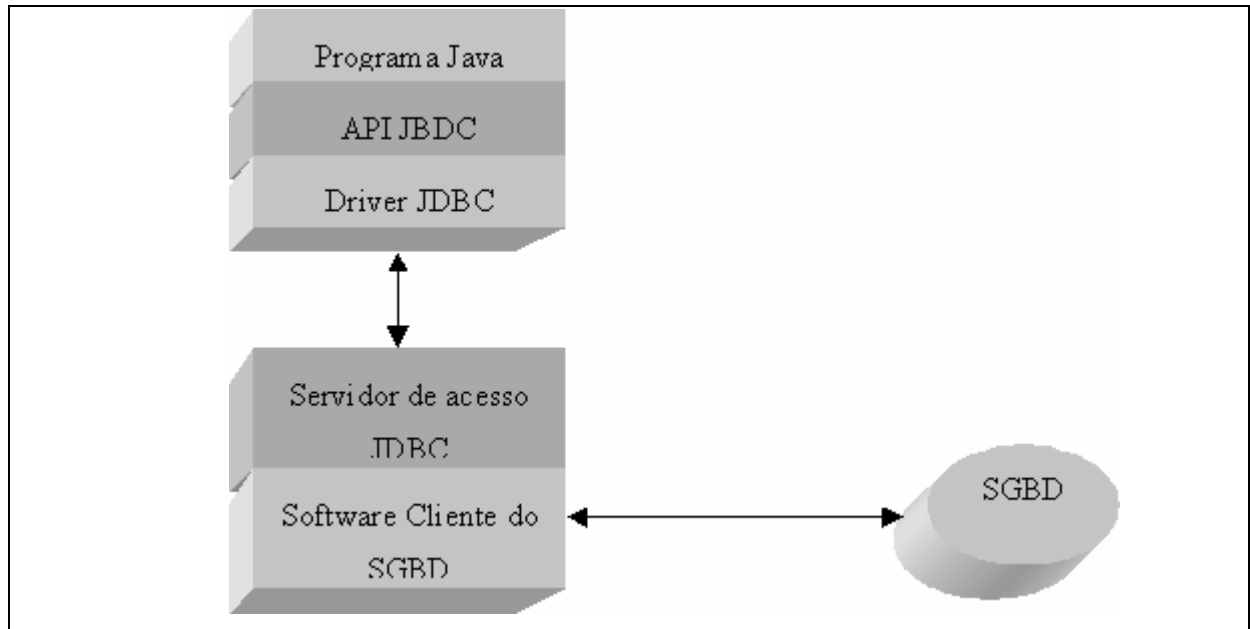 Programa Java
API JBDC
Driver JDBC
Servidor de acesso
JDBC
Software Cliente do
SGBD
SGBD